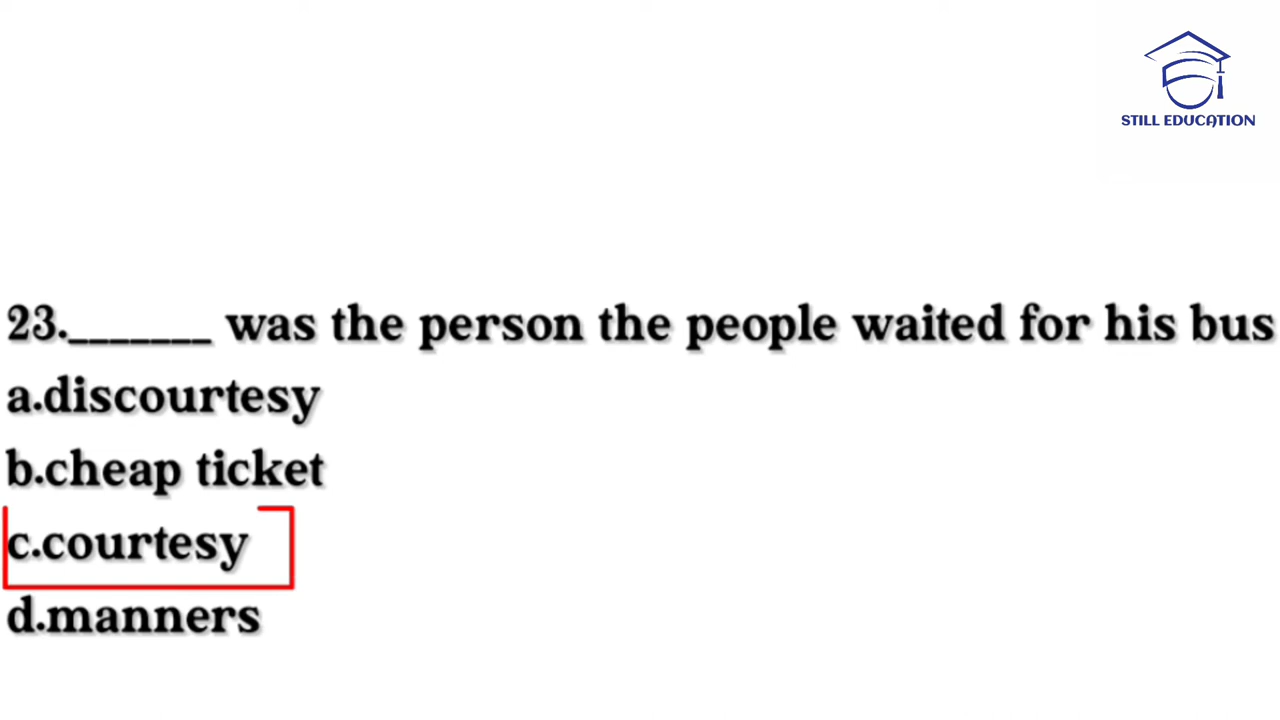 STILL EDUCATION
23._______ was the person the people waited for his bus
a.discourtesy
b.cheap ticket
c.courtesy
d.manners